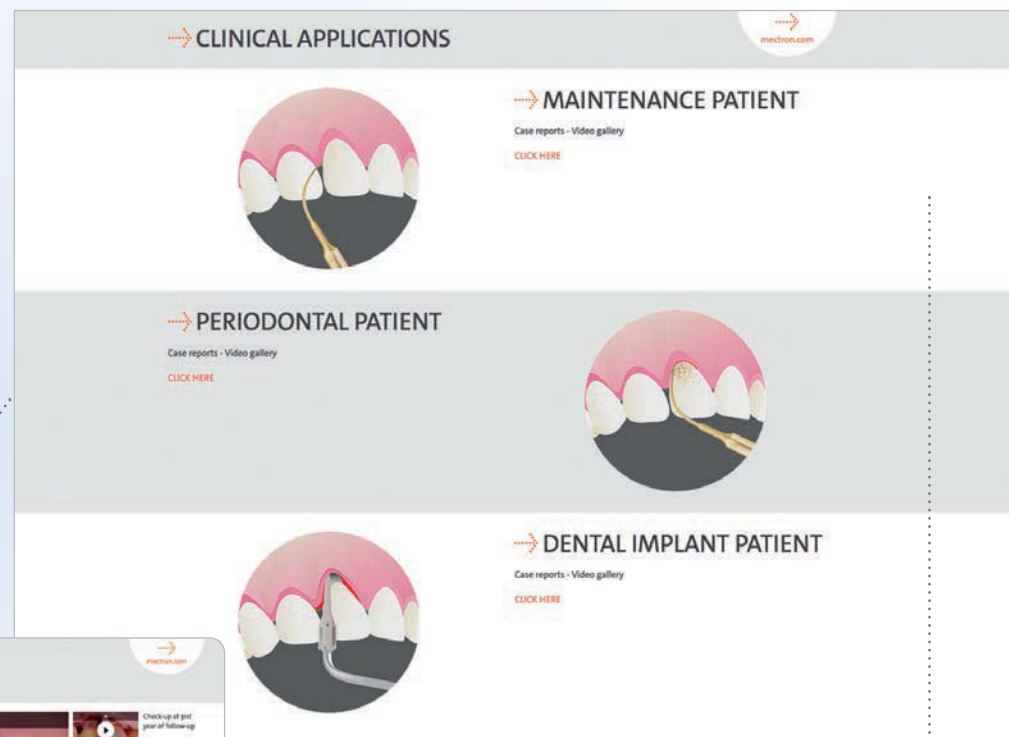 CLINICAL APPLICATIONS
mectron.com
MAINTENANCE PATIENT
Case reports - Video gallery
CLICK HERE
PERIODONTAL PATIENT
Case reports - Video gallery
CLICK HERE
DENTAL IMPLANT PATIENT
Case reports - Video gallery
CLICK HERE
mectron.com
Check-up at
year of follow-up